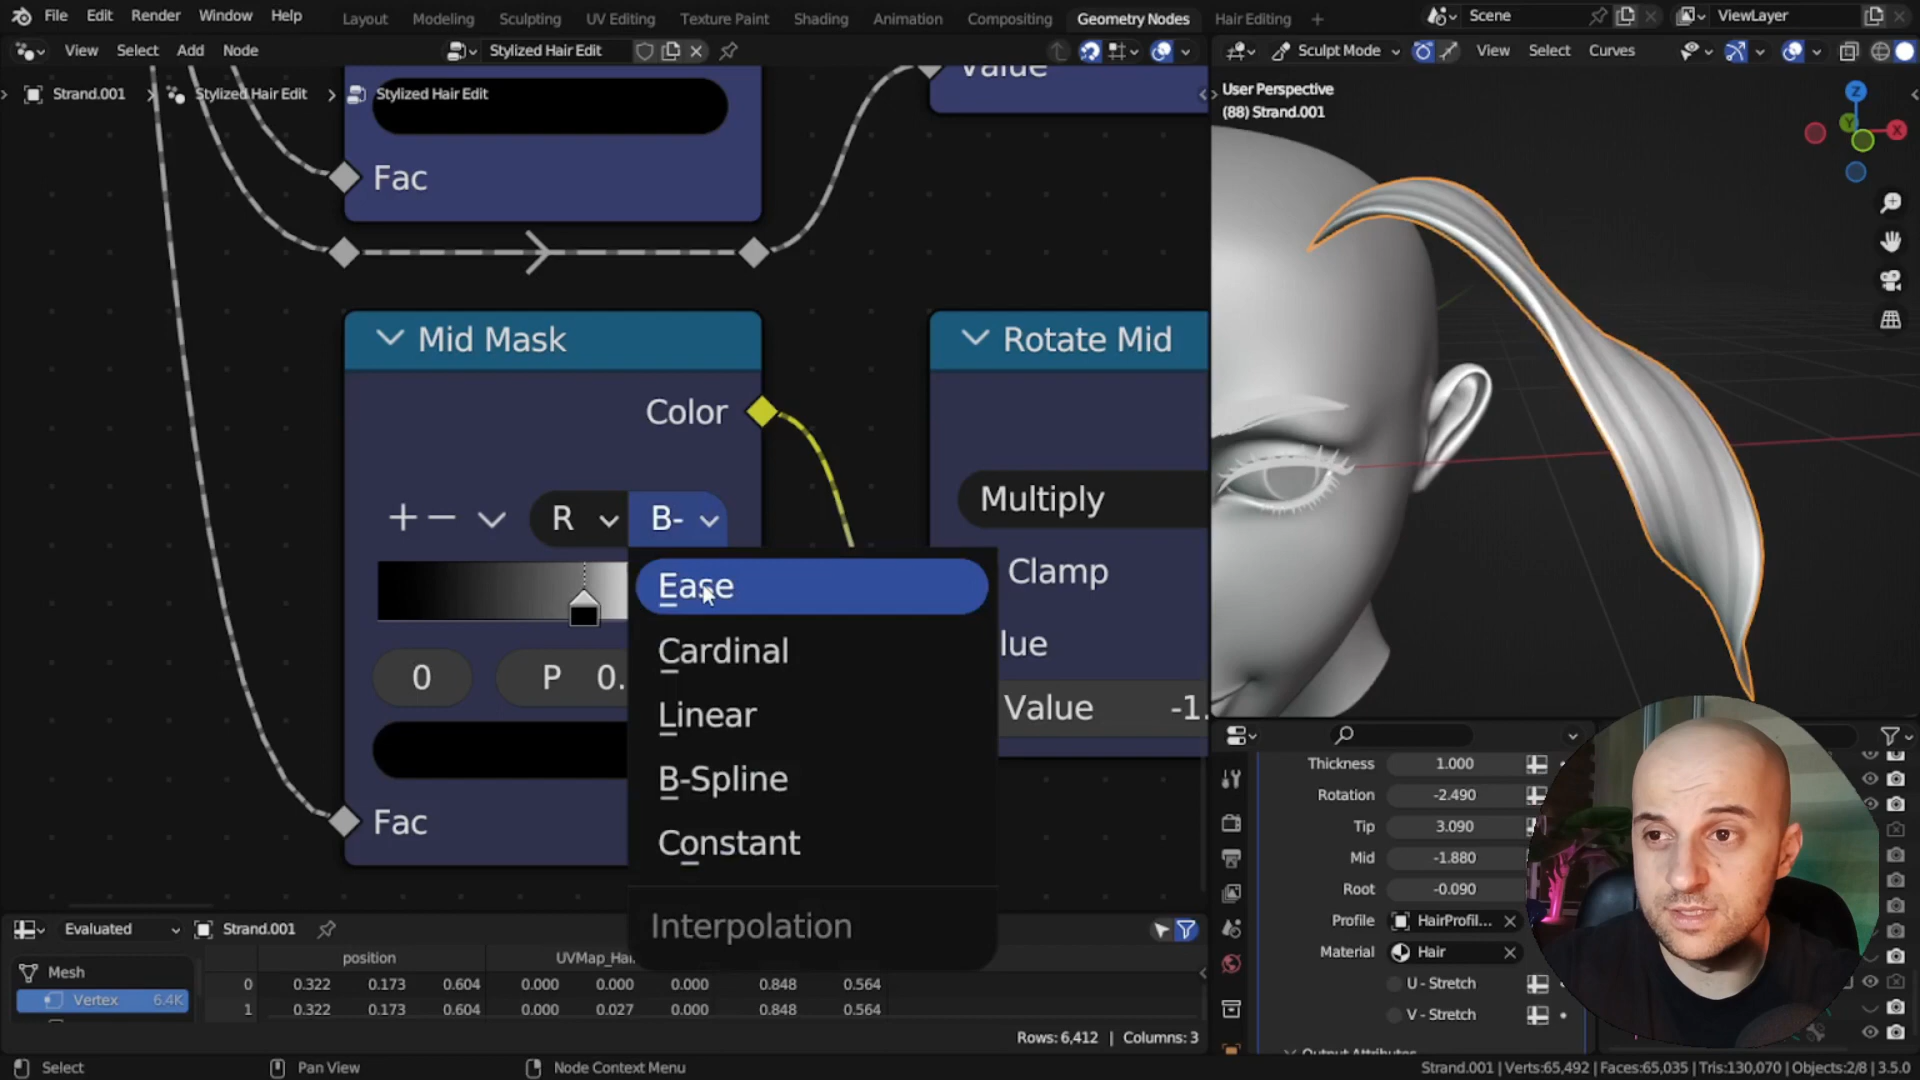 File Edit Render Window Help
Layout Modeling Sculpting UV Editing Texture Paint Shading Animation Compositing Geometry Nodes Hair Editing +
Scene
ViewLayer
View Select Add Node
Stylized Hair Edit
Sculpt Mode
View Select Curves
Strand.001 > Stylized Hair Edit > Stylized Hair Edit
Value
User Perspective
(88) Strand.001
Z
Y
X
Fac
Mid Mask
Rotate Mid
Color
Multiply
R
B-
Clamp
Ease
Cardinal
Linear
B-Spline
Constant
Interpolation
lue
0
P 0.
Value -1.
Fac
Thickness 1.000
Rotation -2.490
Tip 3.090
Mid -1.880
Root -0.090
Profile HairProfil...
Material Hair
U - Stretch
V - Stretch
Output Attributes
Evaluated
Strand.001
Mesh
Vertex 6.4K
position UVMap_Hai
0 0.322 0.173 0.604 0.000 0.000 0.000 0.848 0.564
1 0.322 0.173 0.604 0.000 0.027 0.000 0.848 0.564
Rows: 6,412 | Columns: 3
Select
Pan View
Node Context Menu
Strand.001 | Verts:65,492 | Faces:65,035 | Tris:130,070 | Objects:2/8 | 3.5.0